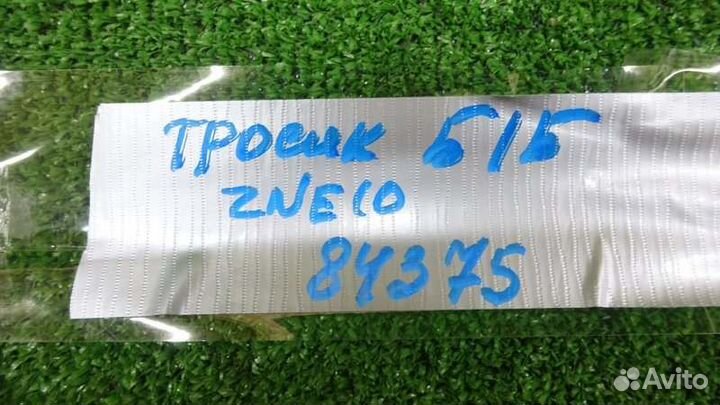 тросик Б/Б
ZNE10
84375
Avito